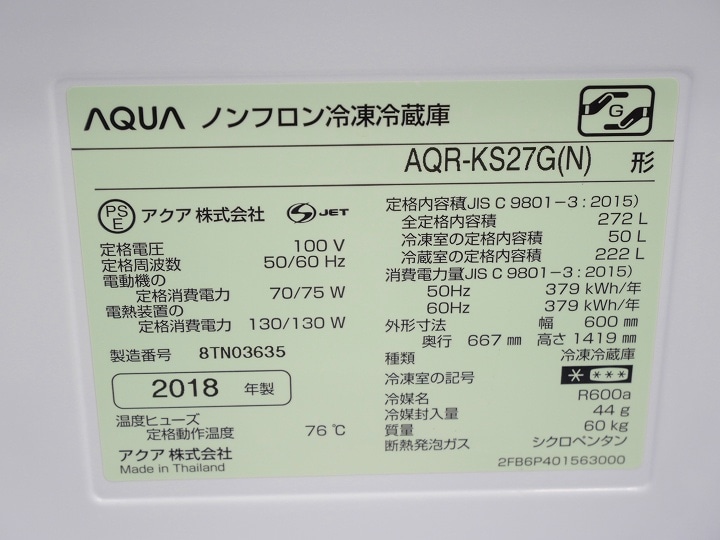 AQUA ノンフロン冷凍冷蔵庫
G
AQR-KS27G(N) 形
PS E アクア株式会社 S JET
定格電圧 100 V
定格周波数 50/60 Hz
電動機の
定格消費電力 70/75 W
電熱装置の
定格消費電力 130/130 W
製造番号 8TN03635
2018 年製
温度ヒューズ
定格動作温度 76 ℃
アクア株式会社
Made in Thailand
定格内容積(JIS C 9801-3 : 2015)
全定格内容積 272 L
冷凍室の定格内容積 50 L
冷蔵室の定格内容積 222 L
消費電力量(JIS C 9801-3 : 2015)
50Hz 379 kWh/年
60Hz 379 kWh/年
外形寸法 幅 600 ㎜
奥行 667 ㎜ 高さ 1419 ㎜
種類 冷凍冷蔵庫
冷凍室の記号 * ***
冷媒名 R600a
冷媒封入量 44 g
質量 60 kg
断熱発泡ガス シクロペンタン
2FB6P401563000